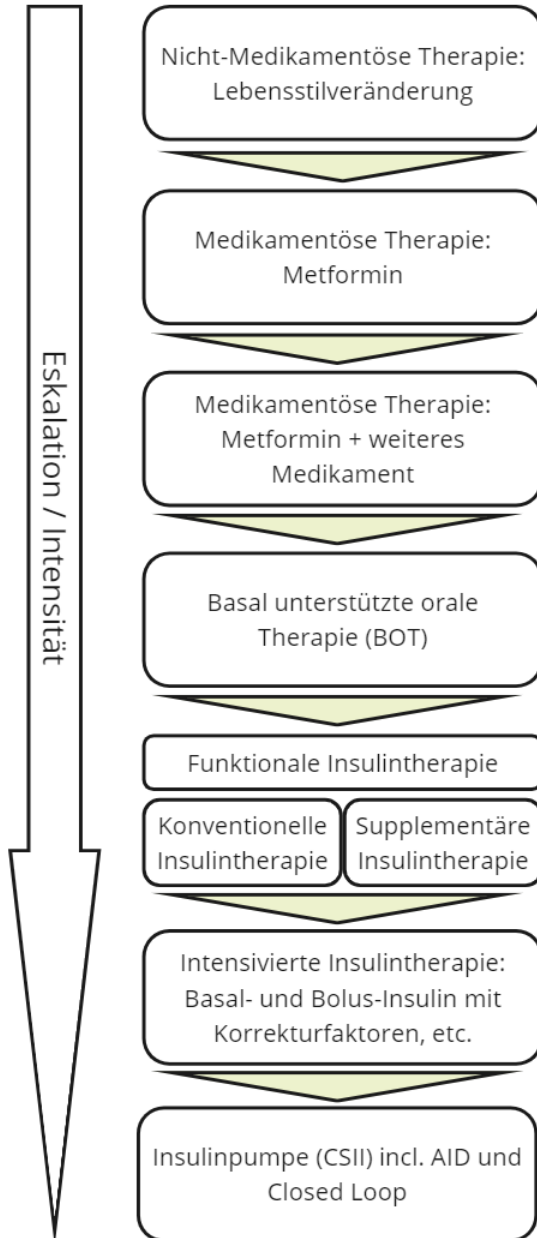 Nicht-Medikamentöse Therapie:
Lebensstilveränderung
Medikamentöse Therapie:
Metformin
Medikamentöse Therapie:
Metformin + weiteres
Medikament
Basal unterstützte orale
Therapie (BOT)
Funktionale Insulintherapie
Konventionelle
Insulintherapie
Supplementäre
Insulintherapie
Intensivierte Insulintherapie:
Basal- und Bolus-Insulin mit
Korrekturfaktoren, etc.
Insulinpumpe (CSII) incl. AID und
Closed Loop
Eskalation / Intensität